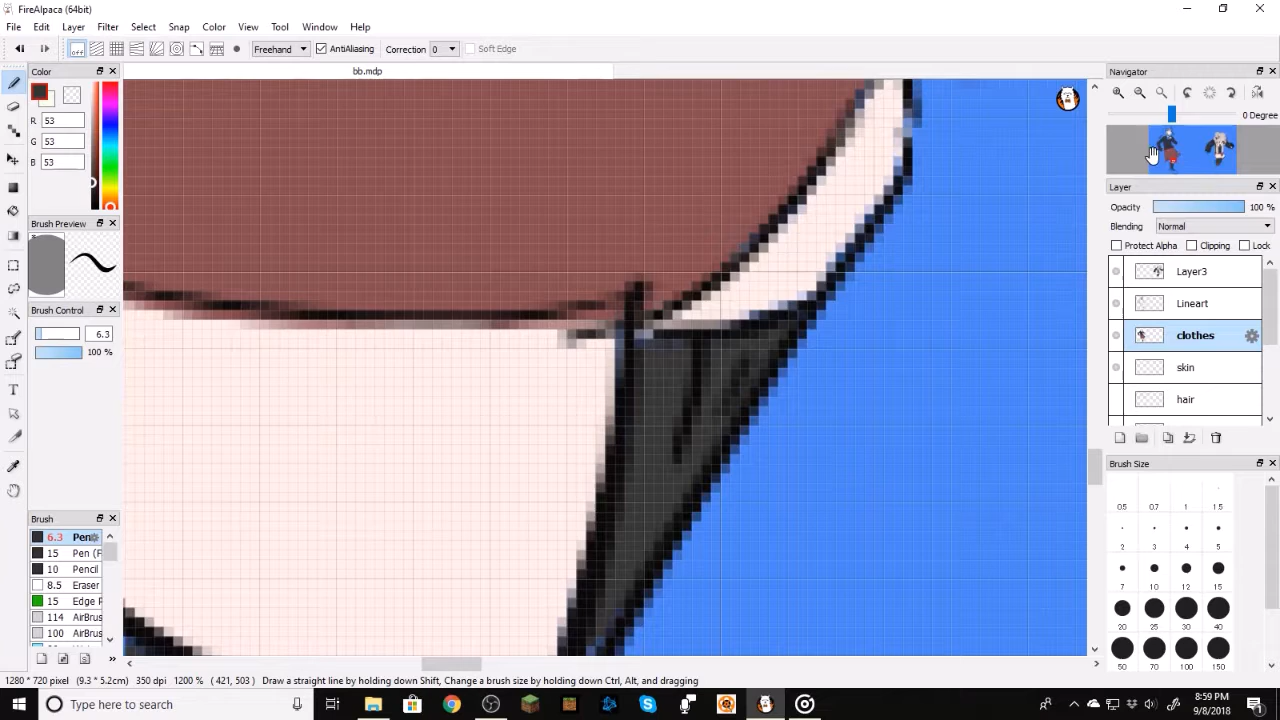 FireAlpaca (64bit)
File Edit Layer Filter Select Snap Color View Tool Window Help
off Freehand AntiAliasing Correction 0 Soft Edge
Color
bb.mdp
Navigator
R 53
G 53
B 53
0 Degree
Layer
Opacity 100 %
Blending Normal
Protect Alpha Clipping Lock
Layer3
Lineart
clothes
skin
hair
Brush Preview
Brush Control
6.3
100 %
Brush Size
0.5 0.7 1 1.5
2 3 4 5
7 10 12 15
20 25 30 40
50 70 100 150
Brush
6.3 Pen
15 Pen (F
10 Pencil
8.5 Eraser
15 Edge F
114 AirBrus
100 AirBru
1280 * 720 pixel (9.3 * 5.2cm) 350 dpi 1200 % ( 421, 503 ) Draw a straight line by holding down Shift, Change a brush size by holding down Ctrl, Alt, and dragging
Type here to search
8:59 PM
9/8/2018